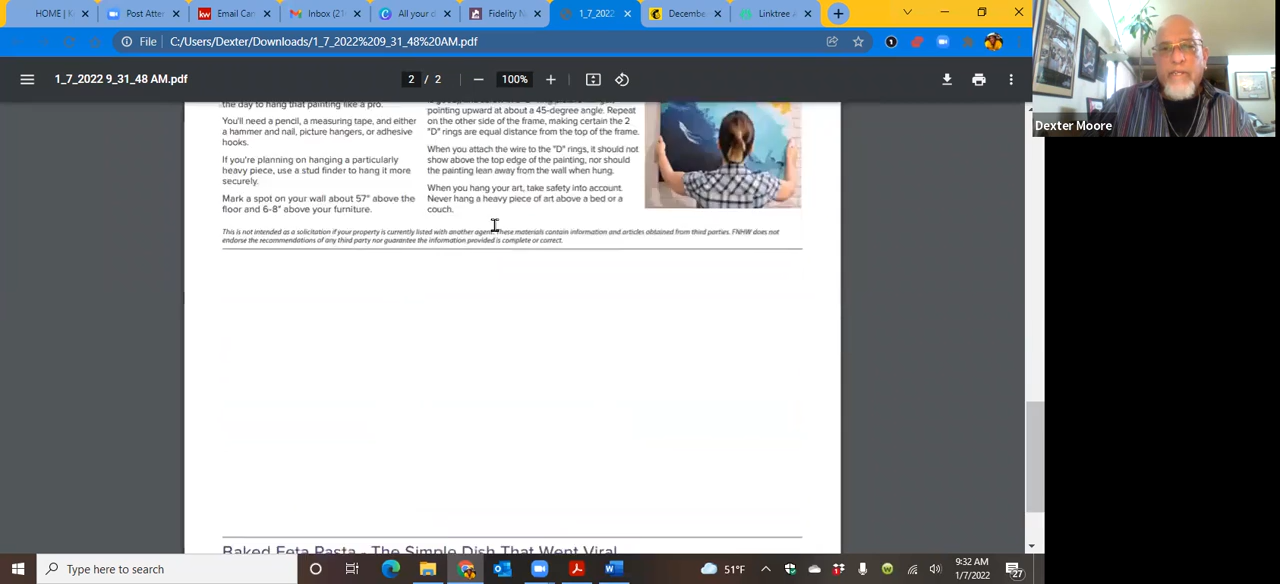 HOME | K
Post Atter
Email Car
Inbox (21
All your d
Fidelity N
1_7_2022
Decembe
Linktree
File C:/Users/Dexter/Downloads/1_7_2022%209_31_48%20AM.pdf
1_7_2022 9_31_48 AM.pdf
2 / 2
100%
Dexter Moore
the day to hang that painting like a pro.
You'll need a pencil, a measuring tape, and either
a hammer and nail, picture hangers, or adhesive
hooks.
If you're planning on hanging a particularly
heavy piece, use a stud finder to hang it more
securely.
Mark a spot on your wall about 57" above the
floor and 6-8" above your furniture.
pointing upward at about a 45-degree angle. Repeat
on the other side of the frame, making certain the 2
"D" rings are equal distance from the top of the frame.
When you attach the wire to the "D" rings, it should not
show above the top edge of the painting, nor should
the painting lean away from the wall when hung.
When you hang your art, take safety into account.
Never hang a heavy piece of art above a bed or a
couch.
This is not intended as a solicitation if your property is currently listed with another agent. These materials contain information and articles obtained from third parties. FNHW does not
endorse the recommendations of any third party nor guarantee the information provided is complete or correct.
Baked Feta Pasta - The Simple Dish That Went Viral
Type here to search
51°F
9:32 AM
1/7/2022
27